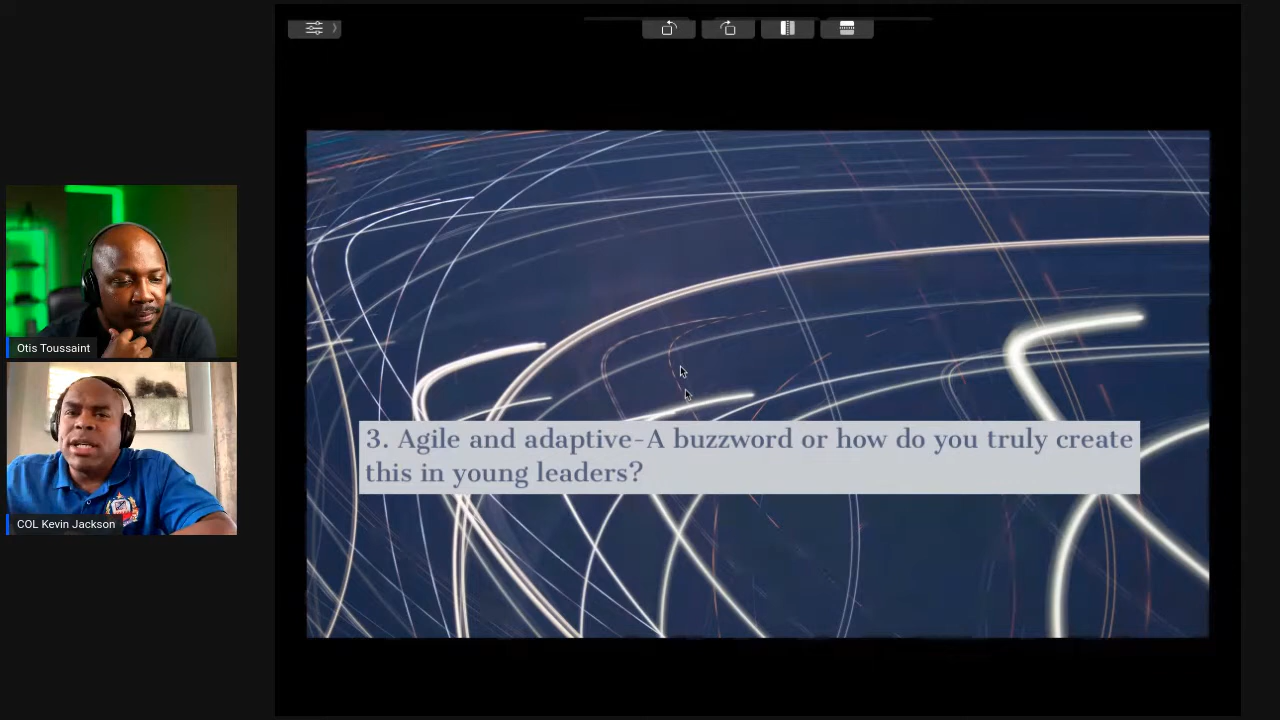 3. Agile and adaptive-A buzzword or how do you truly create
this in young leaders?
Otis Toussaint
COL Kevin Jackson